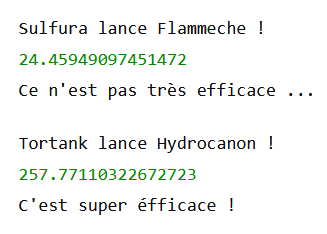 Sulfura lance Flammeche !
24.45949097451472
Ce n'est pas très efficace ...
Tortank lance Hydrocanon !
257.77110322672723
C'est super éfficace !